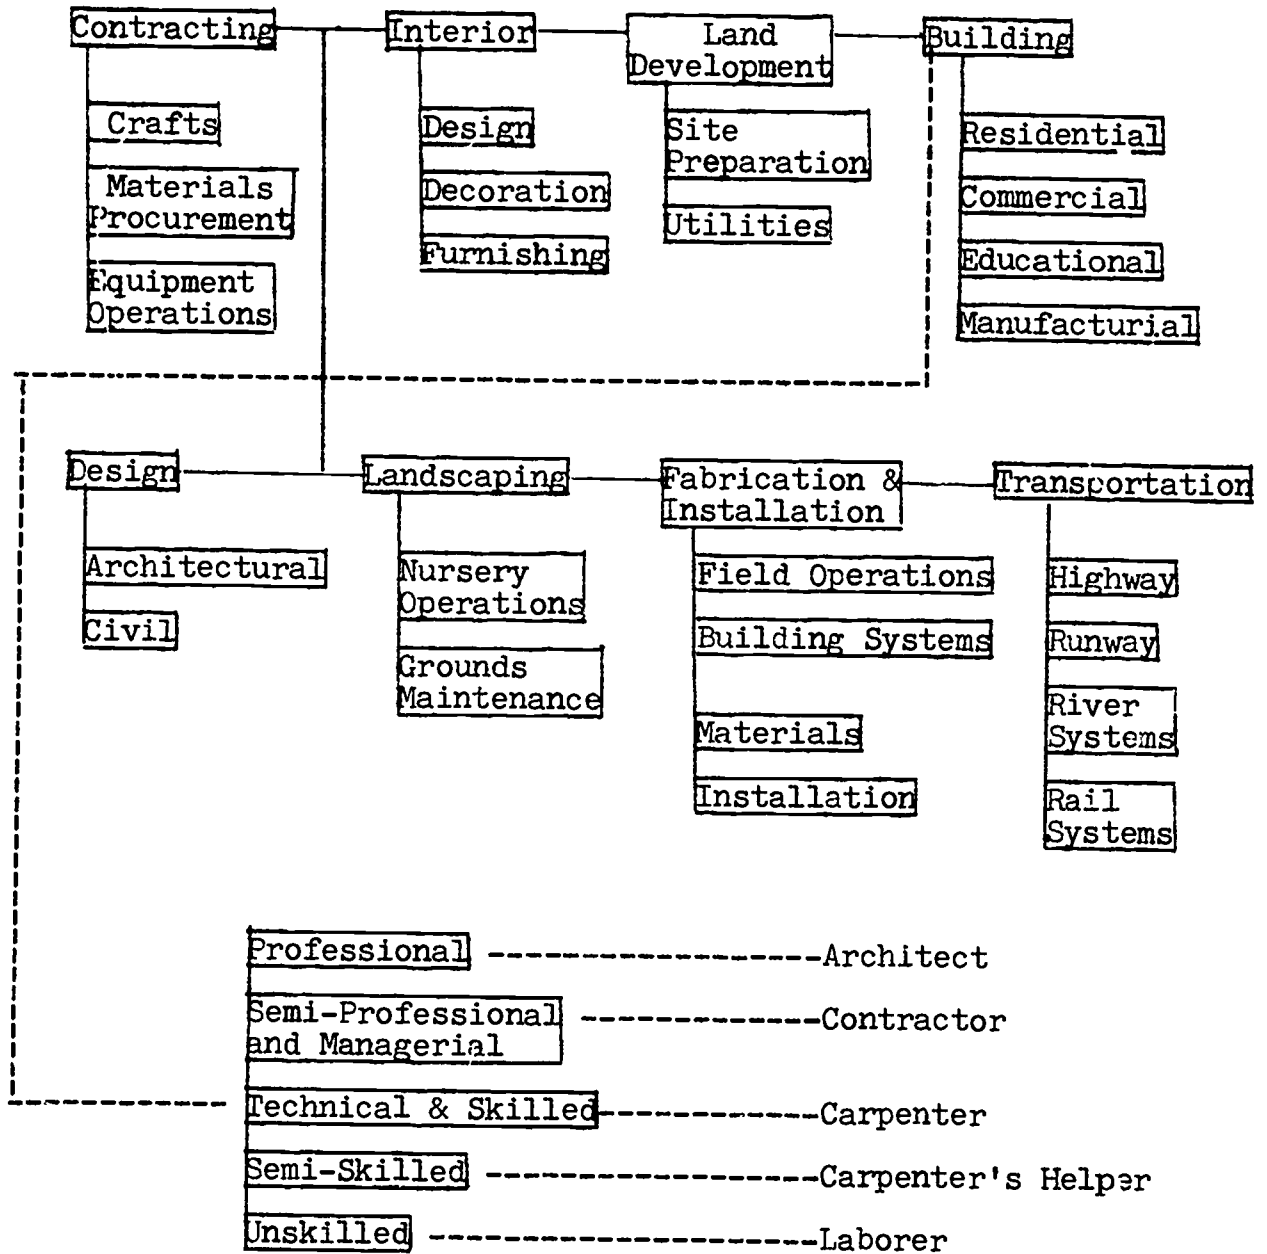 Contracting
Interior
Land
Development
Building
Crafts
Materials
Procurement
Equipment
Operations
Design
Decoration
Furnishing
Site
Preparation
Utilities
Residential
Commercial
Educational
Manufacturial
Design
Landscaping
Fabrication &
Installation
Transportation
Architectural
Civil
Nursery
Operations
Grounds
Maintenance
Field Operations
Building Systems
Materials
Installation
Highway
Runway
River
Systems
Rail
Systems
Professional Architect
Semi-Professional Contractor
and Managerial
Technical & Skilled Carpenter
Semi-Skilled Carpenter's Helper
Unskilled Laborer